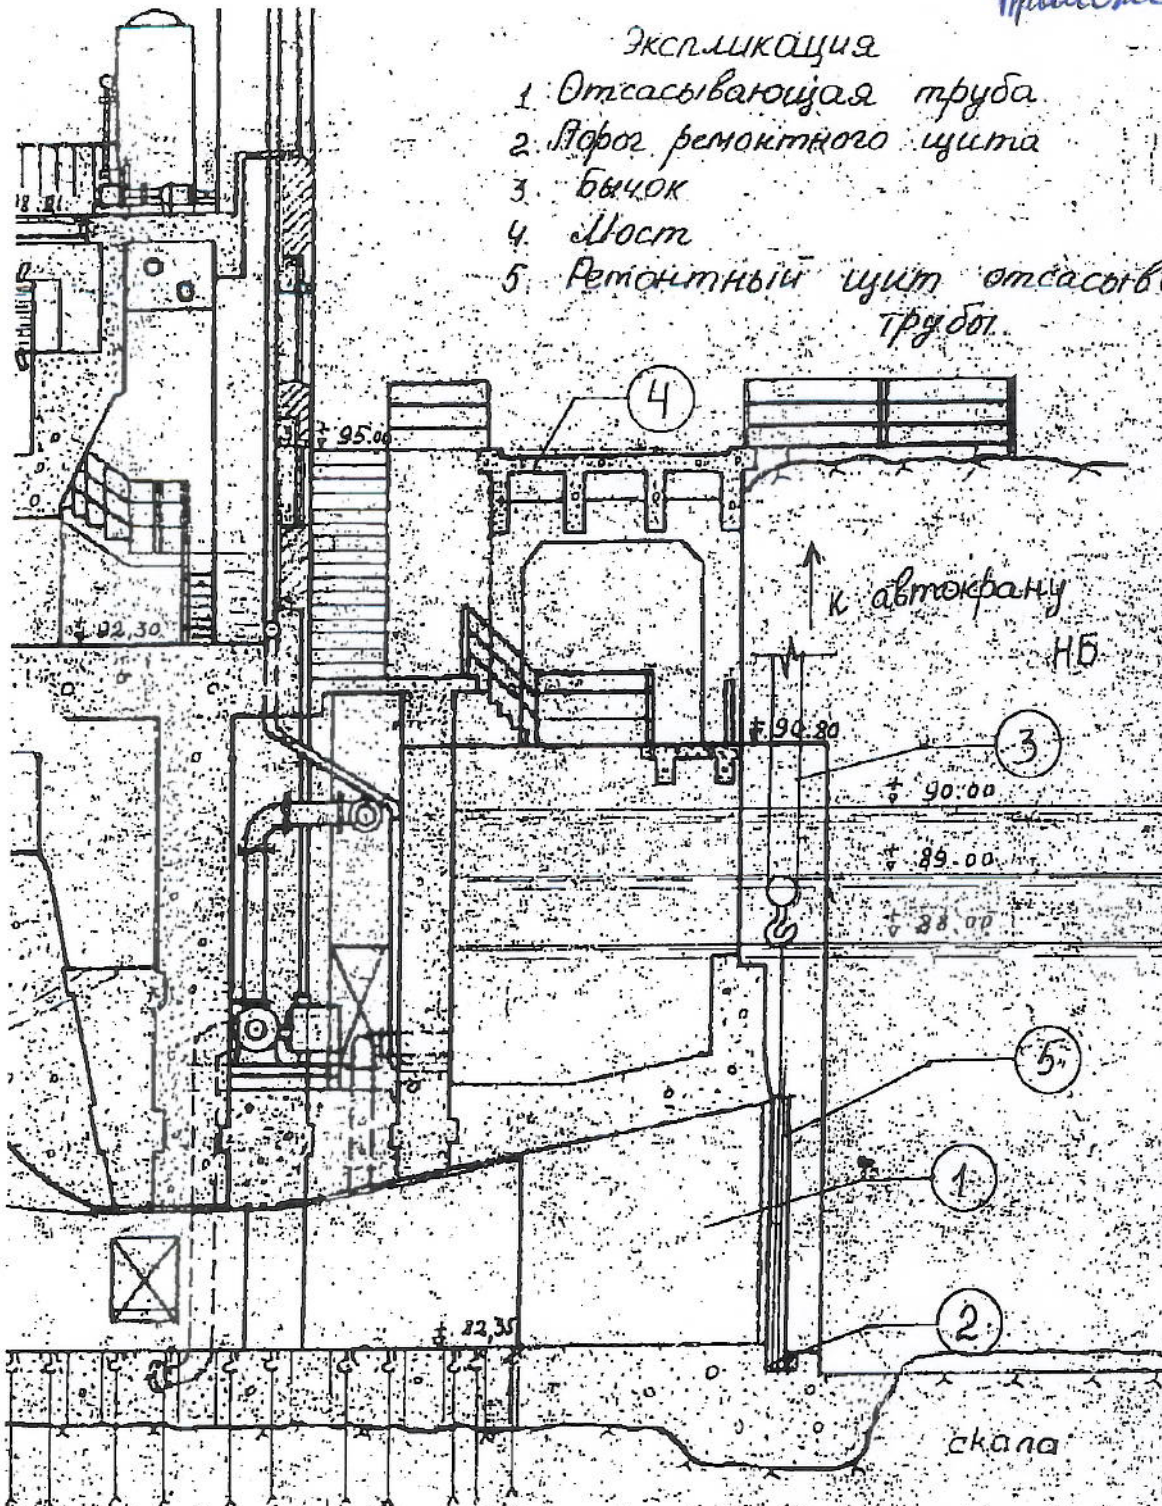 Экспликация
1 Отсасывающая труба
2. Порог ремонтного щита
3. Бычок
4. Мост
5. Ремонтный щит отсасыв
трубы.
4
95.00
к автокрану
92,30
НБ
90.80
3
90.00
89.00
88.00
5
1
82,35
2
скала